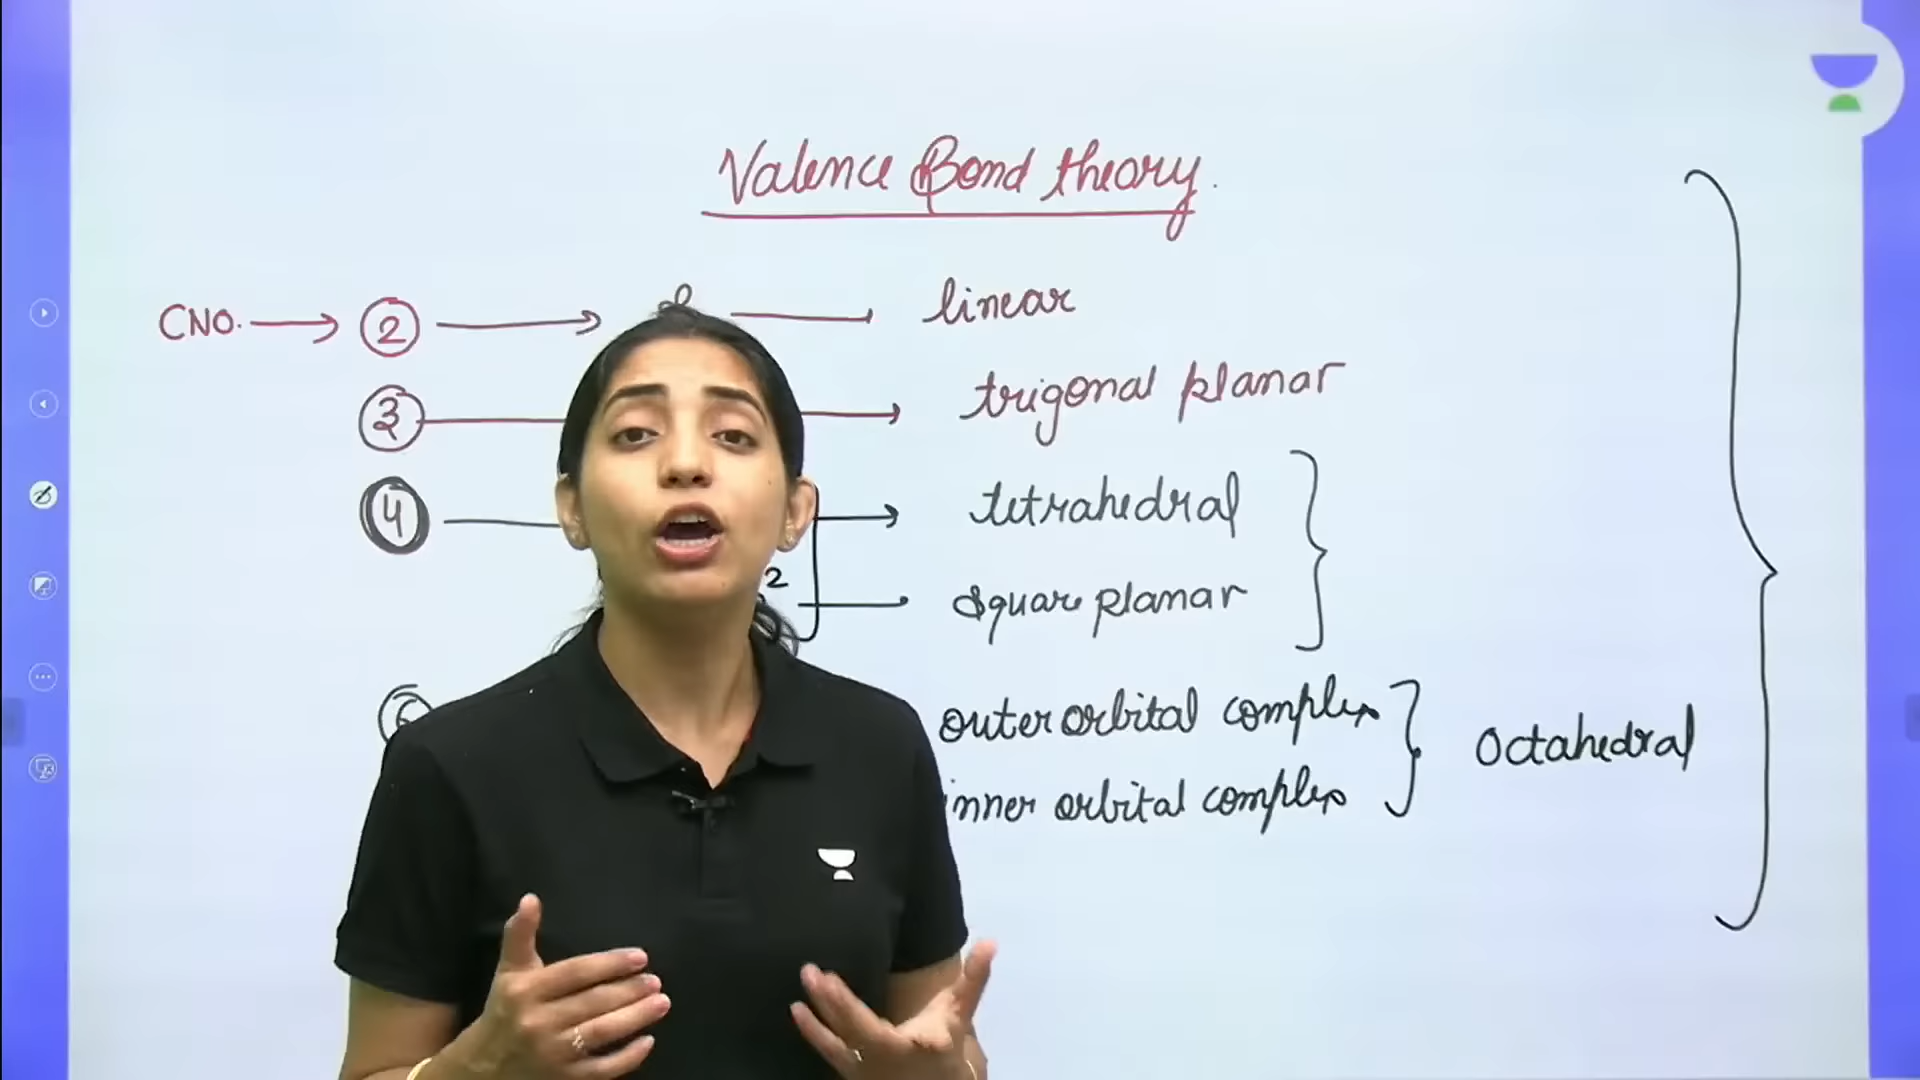 Valence Bond theory.
CNO. → 2 → linear
3 → trigonal planar
4 → tetrahedral
2
square planar
outer orbital complex
Octahedral
inner orbital complex